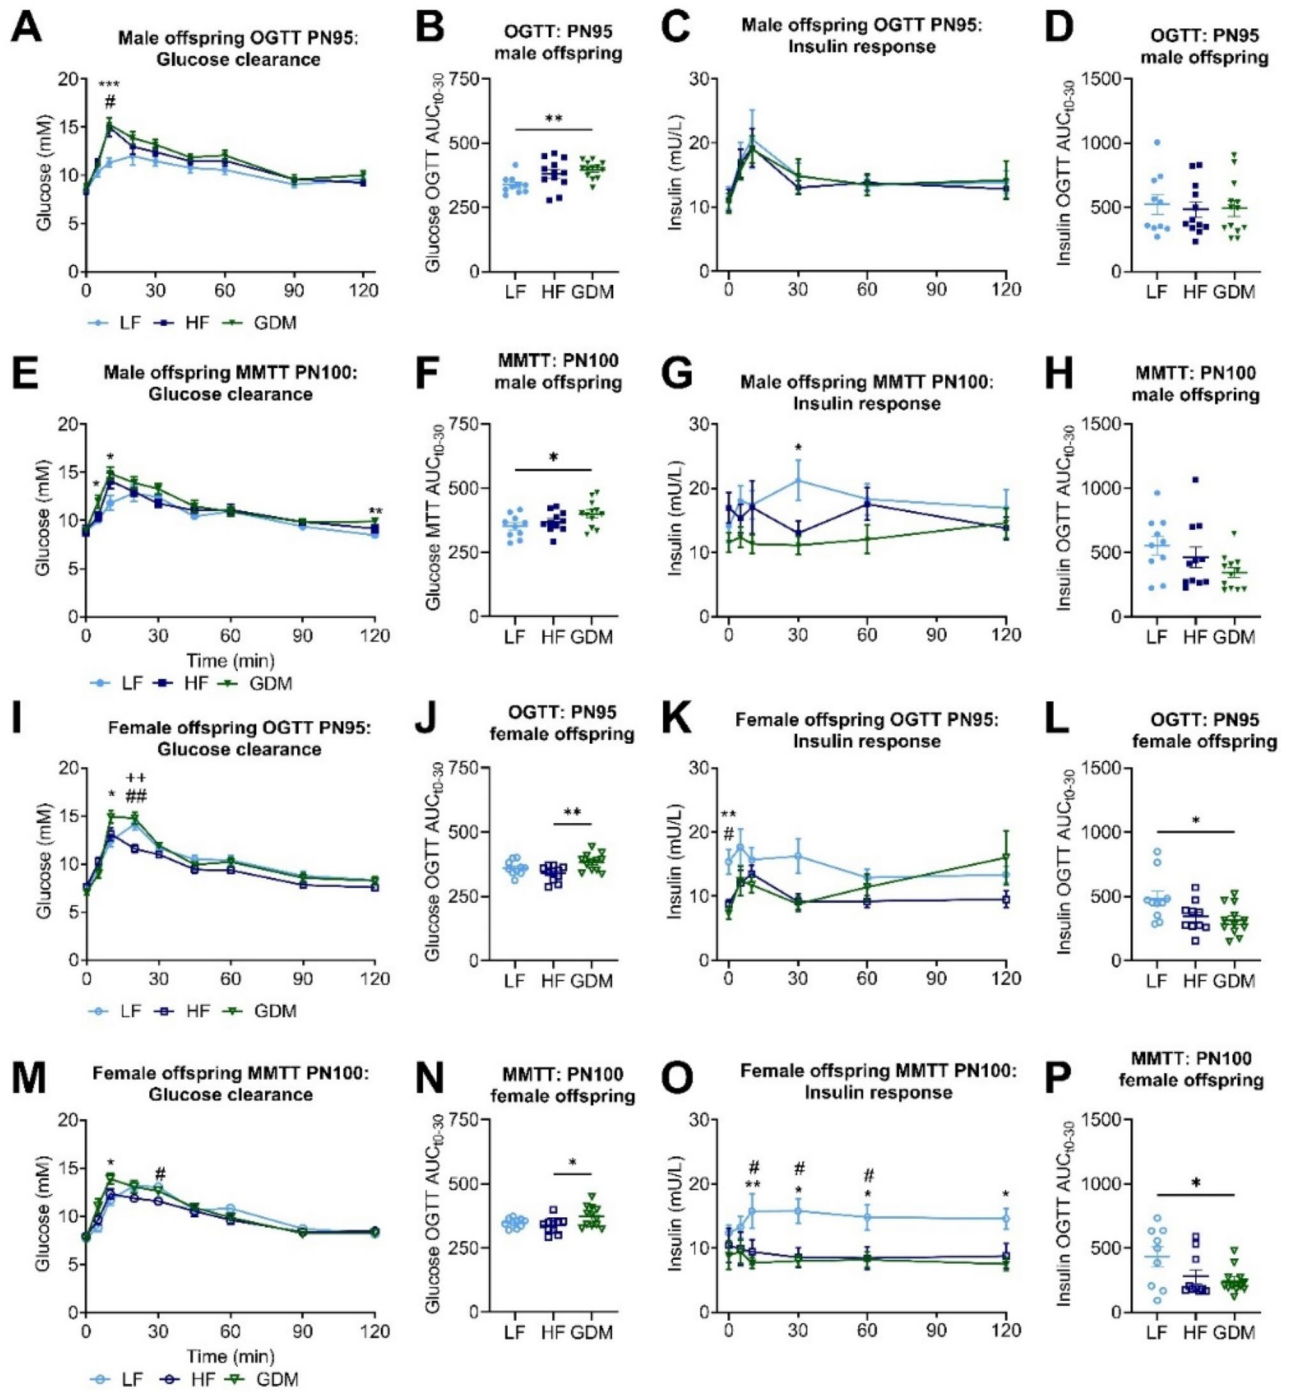 A
Male offspring OGTT PN95:
Glucose clearance
Glucose (mM)
20
15
10
5
0
***
#
0 30 60 90 120
LF HF GDM
B
OGTT: PN95
male offspring
Glucose OGTT AUCt0-30
750
500
250
0
**
LF HF GDM
C
Male offspring OGTT PN95:
Insulin response
Insulin (mU/L)
30
20
10
0
0 30 60 90 120
D
OGTT: PN95
male offspring
Insulin OGTT AUCt0-30
1500
1000
500
0
LF HF GDM
E
Male offspring MMTT PN100:
Glucose clearance
Glucose (mM)
20
15
10
5
0
*
*
**
0 30 60 90 120
Time (min)
LF HF GDM
F
MMTT: PN100
male offspring
Glucose MTT AUCt0-30
750
500
250
0
*
LF HF GDM
G
Male offspring MMTT PN100:
Insulin response
Insulin (mU/L)
30
20
10
0
*
0 30 60 90 120
H
MMTT: PN100
male offspring
Insulin OGTT AUCt0-30
1500
1000
500
0
LF HF GDM
I
Female offspring OGTT PN95:
Glucose clearance
Glucose (mM)
20
15
10
5
0
++
* ##
0 30 60 90 120
LF HF GDM
J
OGTT: PN95
female offspring
Glucose OGTT AUCt0-30
750
500
250
0
**
LF HF GDM
K
Female offspring OGTT PN95:
Insulin response
Insulin (mU/L)
30
20
10
0
**
#
0 30 60 90 120
L
OGTT: PN95
female offspring
Insulin OGTT AUCt0-30
1500
1000
500
0
*
LF HF GDM
M
Female offspring MMTT PN100:
Glucose clearance
Glucose (mM)
20
15
10
5
0
* #
0 30 60 90 120
Time (min)
LF HF GDM
N
MMTT: PN100
female offspring
Glucose OGTT AUCt0-30
750
500
250
0
*
LF HF GDM
O
Female offspring MMTT PN100:
Insulin response
Insulin (mU/L)
30
20
10
0
# # #
** * * *
0 30 60 90 120
P
MMTT: PN100
female offspring
Insulin OGTT AUCt0-30
1500
1000
500
0
*
LF HF GDM